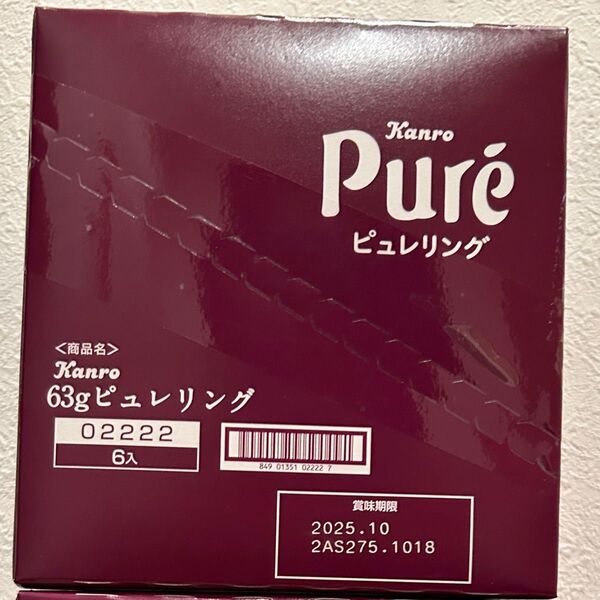 Kanro
Puré
ピュレリング
<商品名>
Kanro
63gピュレリング
02222
6入
849 01351 02222 7
賞味期限
2025.10
2AS275.1018